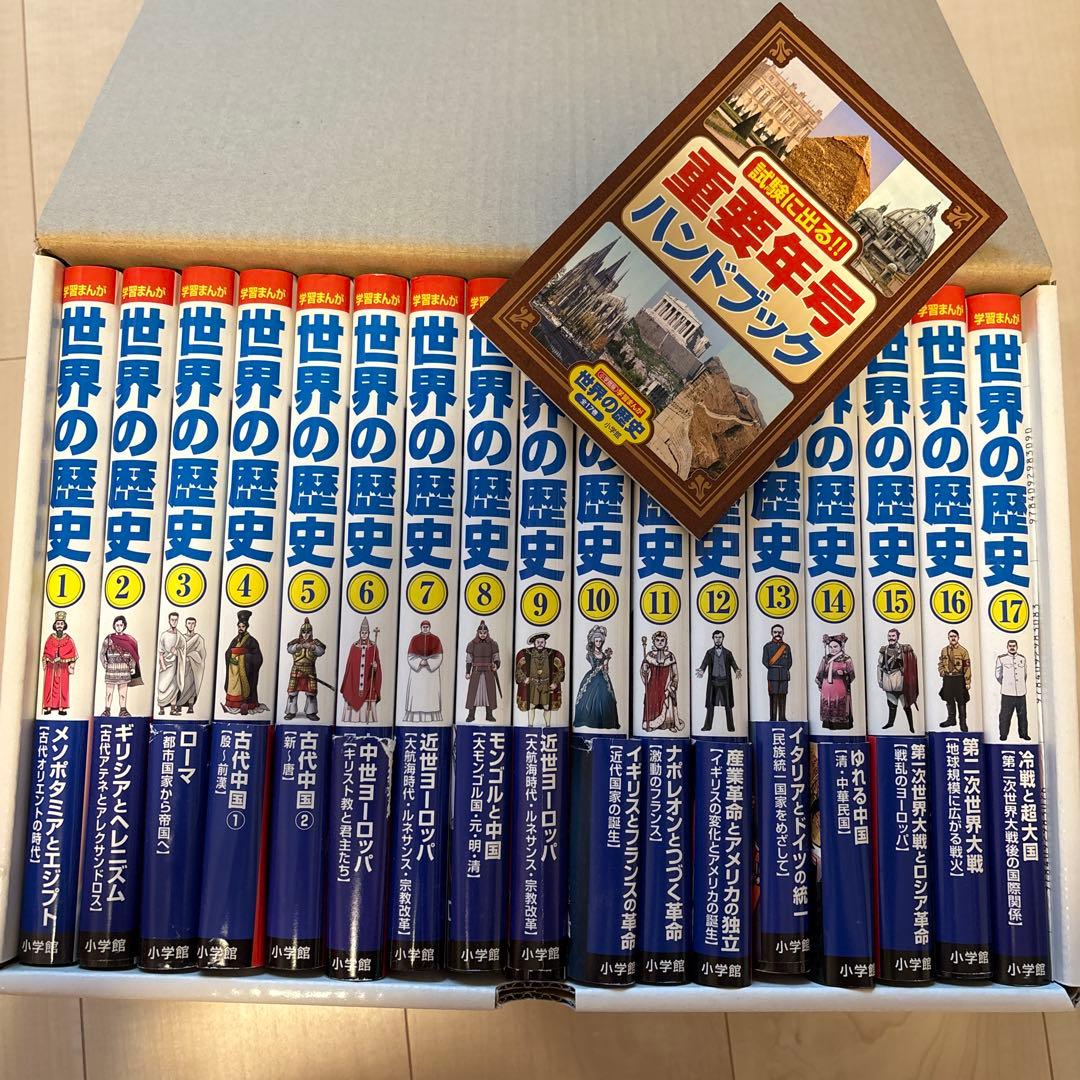 試験に出る!!
重要年号
ハンドブック
小学館版・学習まんが
世界の歴史
全17巻
小学館
学習まんが
世界の歴史
1
メソポタミアとエジプト
[古代オリエントの時代]
小学館
学習まんが
世界の歴史
2
ギリシアとヘレニズム
[古代アテネとアレクサンドロス]
小学館
学習まんが
世界の歴史
3
ローマ
[都市国家から帝国へ]
小学館
学習まんが
世界の歴史
4
古代中国①
[殷〜前漢]
小学館
学習まんが
世界の歴史
5
古代中国②
[新〜唐]
小学館
学習まんが
世界の歴史
6
中世ヨーロッパ
[キリスト教と君主たち]
小学館
学習まんが
世界の歴史
7
近世ヨーロッパ
[大航海時代・ルネサンス・宗教改革]
小学館
学習
世界の歴史
8
モンゴルと中国
[大モンゴル国・元・明・清]
小学館
界の歴史
9
近世ヨーロッパ
[大航海時代・ルネサンス・宗教改革]
小学館
の歴史
10
イギリスとフランスの革命
[近代国家の誕生]
小学館
歴史
11
ナポレオンとつづく革命
[激動のフランス]
小学館
史
12
産業革命とアメリカの独立
[イギリスの変化とアメリカの誕生]
小学館
の歴史
13
イタリアとドイツの統一
[民族統一国家をめざして]
小学館
界の歴史
14
ゆれる中国
[清・中華民国]
小学館
世界の歴史
15
第一次世界大戦とロシア革命
[戦乱のヨーロッパ]
小学館
学習まんが
世界の歴史
16
第二次世界大戦
[地球規模に広がる戦火]
小学館
学習まんが
世界の歴史
17
冷戦と超大国
[第二次世界大戦後の国際関係]
小学館
9784092983090